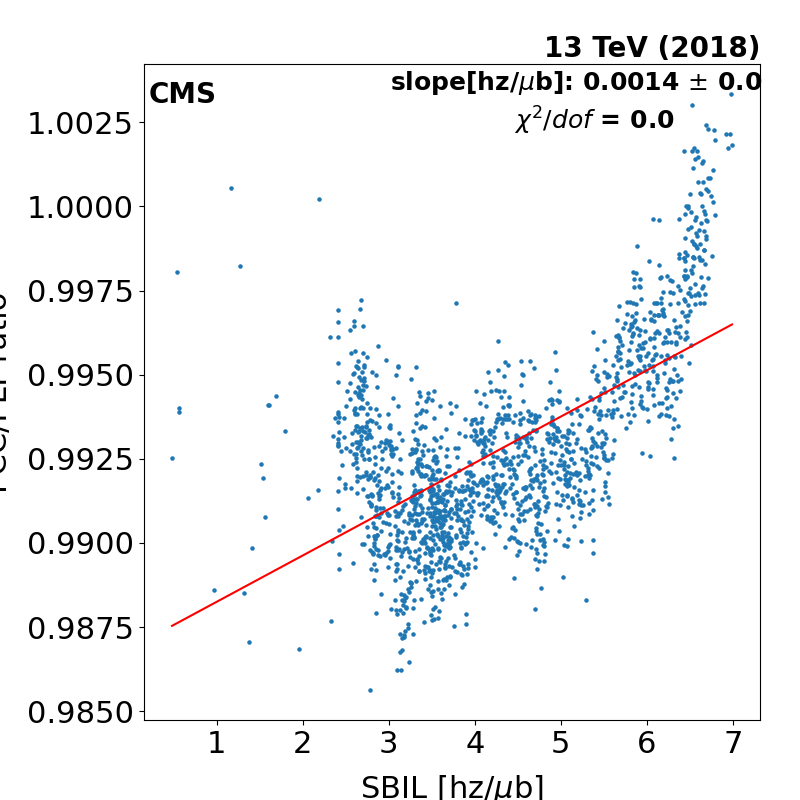 13 TeV (2018)
CMS
slope[hz/μb]: 0.0014 ± 0.0
χ²/dof = 0.0
1.0025
1.0000
0.9975
0.9950
0.9925
0.9900
0.9875
0.9850
1 2 3 4 5 6 7
SBIL [hz/μb]